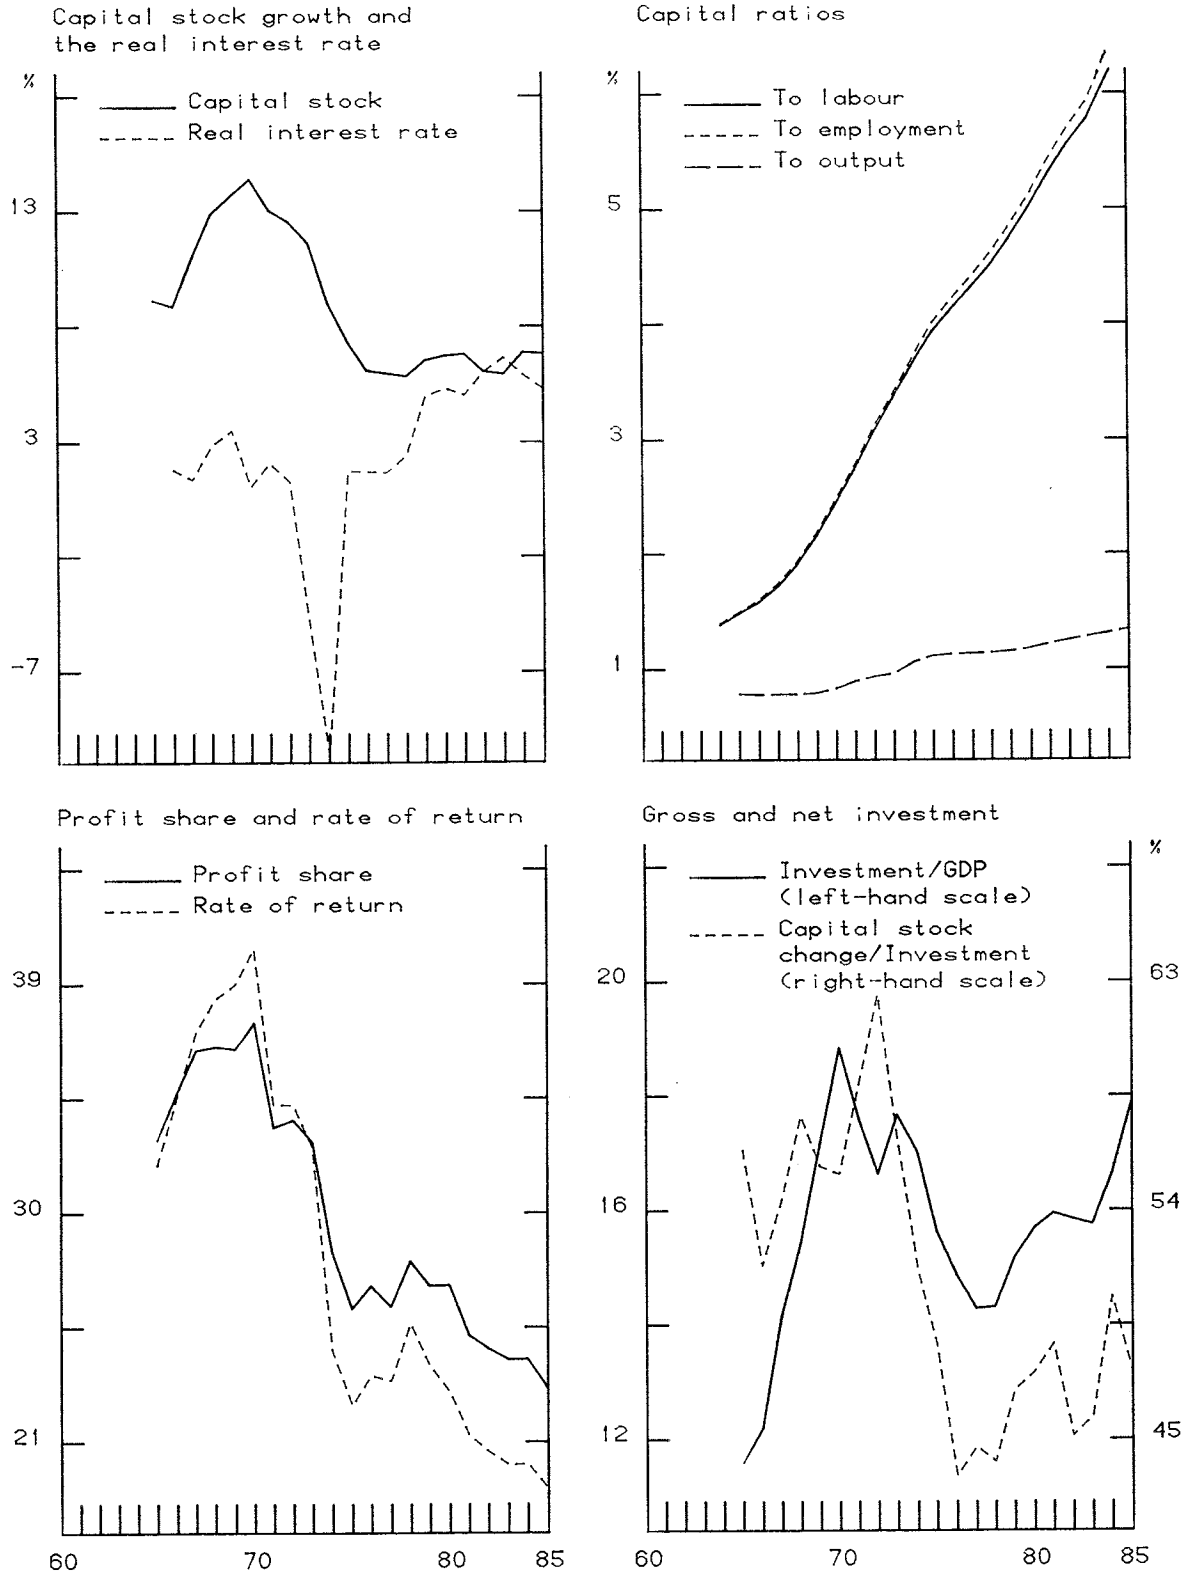 Capital stock growth and
the real interest rate
%
Capital stock
Real interest rate
13
3
-7
Capital ratios
%
To labour
To employment
To output
5
3
1
Profit share and rate of return
Profit share
Rate of return
39
30
21
60
70
80
85
Gross and net investment
%
Investment/GDP
(left-hand scale)
Capital stock
change/Investment
(right-hand scale)
20
16
12
63
54
45
60
70
80
85